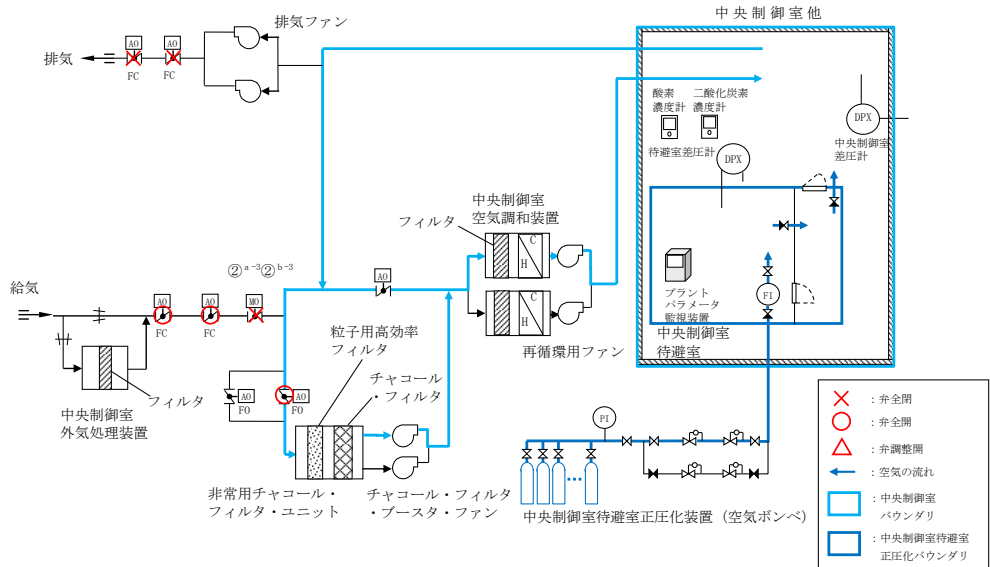 中央制御室他
排気ファン
AO
AO
排気
FC
FC
酸素
濃度計
二酸化炭素
濃度計
DPX
中央制御室
差圧計
待避室差圧計
DPX
中央制御室
空気調和装置
フィルタ
C
H
C
H
再循環用ファン
AO
②a-3②b-3
給気
AO
AO
MO
FC
FC
フィルタ
中央制御室
外気処理装置
AO
FO
AO
FO
粒子用高効率
フィルタ
チャコール
・フィルタ
非常用チャコール・
フィルタ・ユニット
チャコール・フィルタ
・ブースタ・ファン
プラント
パラメータ
監視装置
FI
中央制御室
待避室
PI
中央制御室待避室正圧化装置（空気ボンベ）
：弁全閉
：弁全開
：弁調整開
：空気の流れ
：中央制御室
バウンダリ
：中央制御室待避室
正圧化バウンダリ